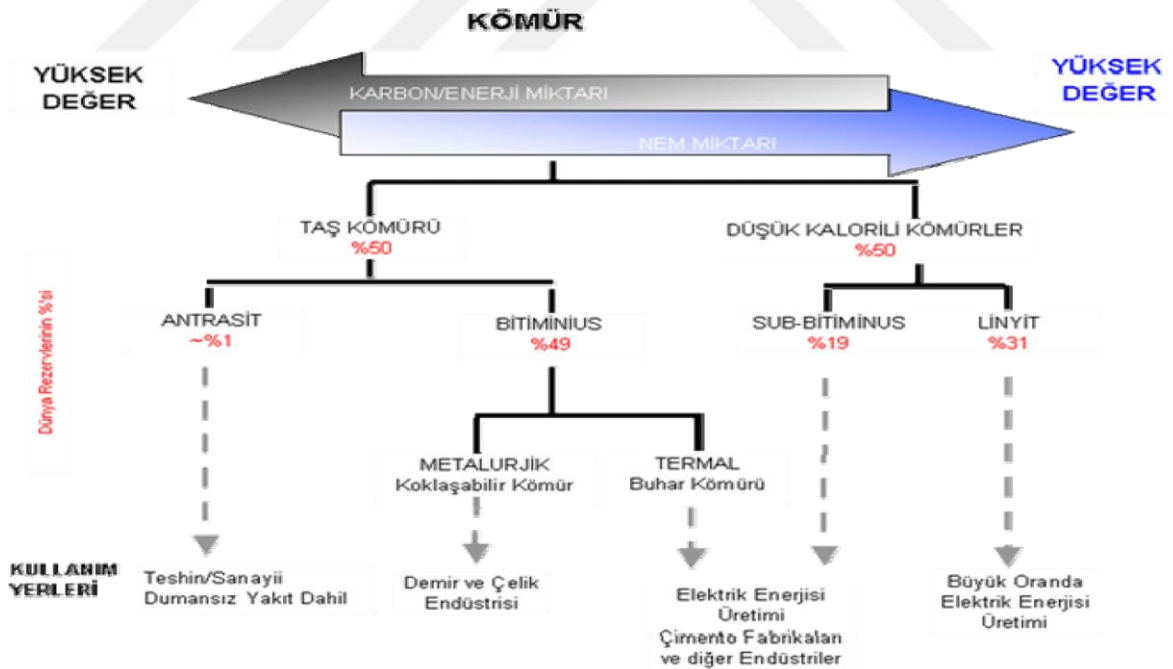 KÖMÜR
YÜKSEK
DEĞER
YÜKSEK
DEĞER
KARBON/ENERJİ MİKTARI
NEM MİKTARI
TAŞ KÖMÜRÜ
%50
DÜŞÜK KALORİLİ KÖMÜRLER
%50
Dünya Rezervlerinin %'si
ANTRASİT
~%1
BİTİMİNİUS
%49
SUB-BİTİMİNUS
%19
LİNYİT
%31
METALURJİK
Koklaşabilir Kömür
TERMAL
Buhar Kömürü
KULLANIM
YERLERİ
Teshin/Sanayii
Dumansız Yakıt Dahil
Demir ve Çelik
Endüstrisi
Elektrik Enerjisi
Üretimi
Çimento Fabrikaları
ve diğer Endüstriler
Büyük Oranda
Elektrik Enerjisi
Üretimi